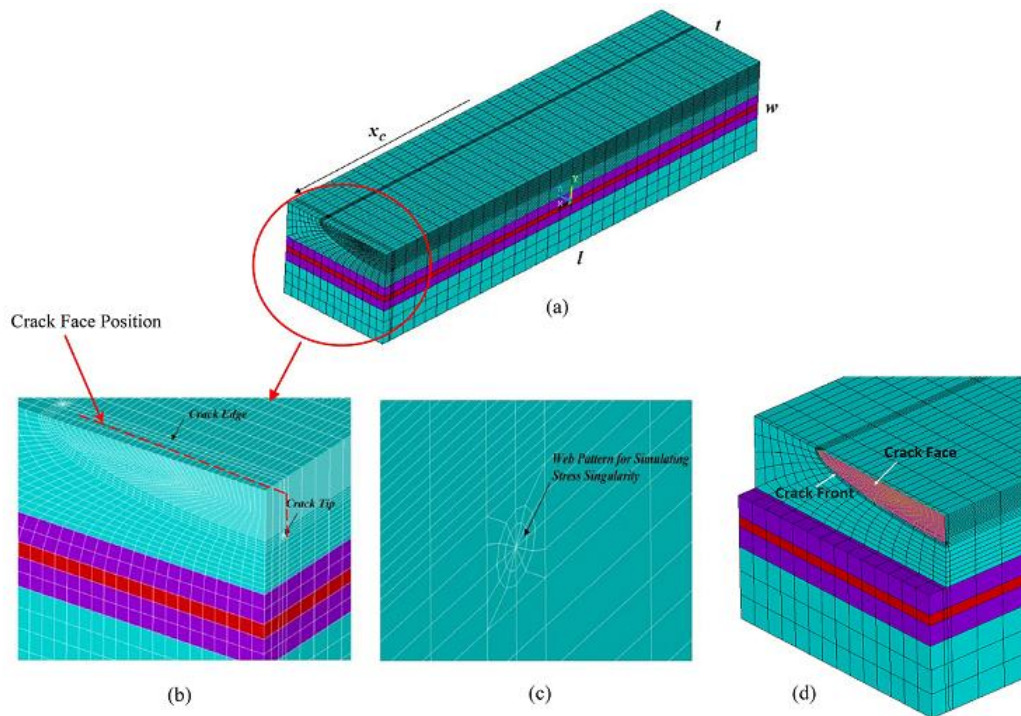 t
w
x_c
Y
l
(a)
Crack Face Position
Crack Edge
Crack Tip
(b)
Web Pattern for Simulating
Stress Singularity
(c)
Crack Face
Crack Front
(d)